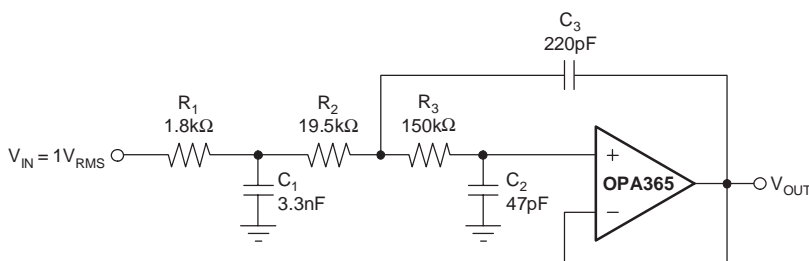 C3
220pF
R1
1.8kΩ
R2
19.5kΩ
R3
150kΩ
VIN = 1VRMS
C1
3.3nF
C2
47pF
+
OPA365
−
VOUT